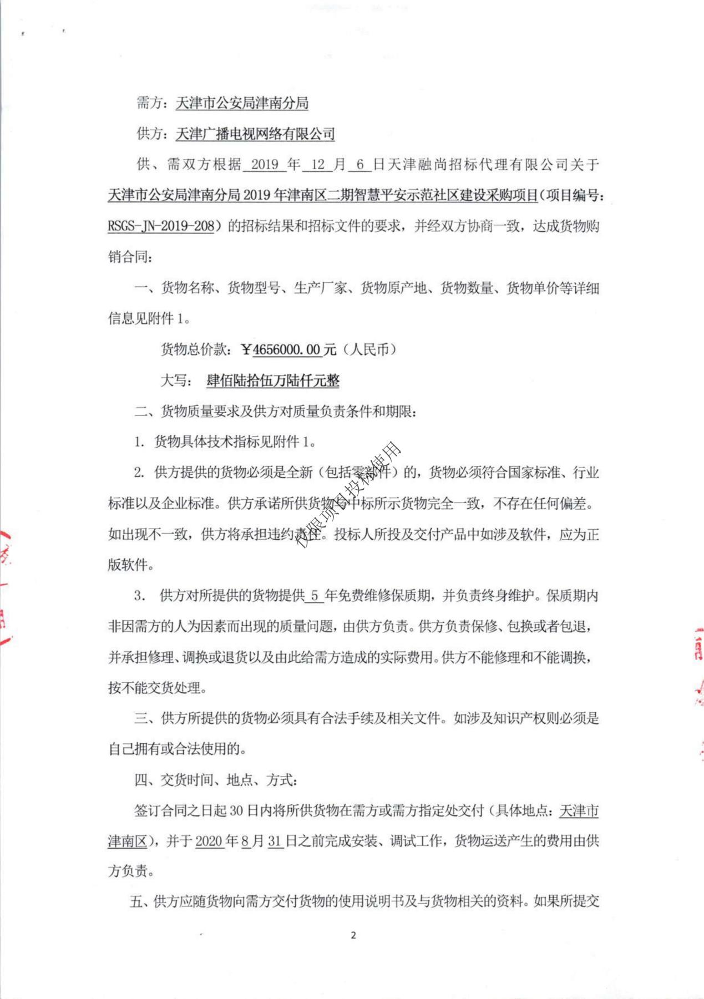 需方：天津市公安局津南分局
供方：天津广播电视网络有限公司
供、需双方根据 2019 年 12 月 6 日天津融尚招标代理有限公司关于
天津市公安局津南分局 2019 年津南区二期智慧平安示范社区建设采购项目（项目编号：
RSGS-JN-2019-208）的招标结果和招标文件的要求，并经双方协商一致，达成货物购
销合同：
一、货物名称、货物型号、生产厂家、货物原产地、货物数量、货物单价等详细
信息见附件 1。
货物总价款：￥4656000.00 元（人民币）
大写： 肆佰陆拾伍万陆仟元整
二、货物质量要求及供方对质量负责条件和期限：
1. 货物具体技术指标见附件 1。
2. 供方提供的货物必须是全新（包括零部件）的，货物必须符合国家标准、行业
标准以及企业标准。供方承诺所供货物与中标所示货物完全一致，不存在任何偏差。
如出现不一致，供方将承担违约责任。投标人所投及交付产品中如涉及软件，应为正
版软件。
3. 供方对所提供的货物提供 5 年免费维修保质期，并负责终身维护。保质期内
非因需方的人为因素而出现的质量问题，由供方负责。供方负责保修、包换或者包退，
并承担修理、调换或退货以及由此给需方造成的实际费用。供方不能修理和不能调换，
按不能交货处理。
三、供方所提供的货物必须具有合法手续及相关文件。如涉及知识产权则必须是
自己拥有或合法使用的。
四、交货时间、地点、方式：
签订合同之日起 30 日内将所供货物在需方或需方指定处交付（具体地点：天津市
津南区），并于 2020 年 8 月 31 日之前完成安装、调试工作，货物运送产生的费用由供
方负责。
五、供方应随货物向需方交付货物的使用说明书及与货物相关的资料。如果所提交
2
仅限项目投标使用